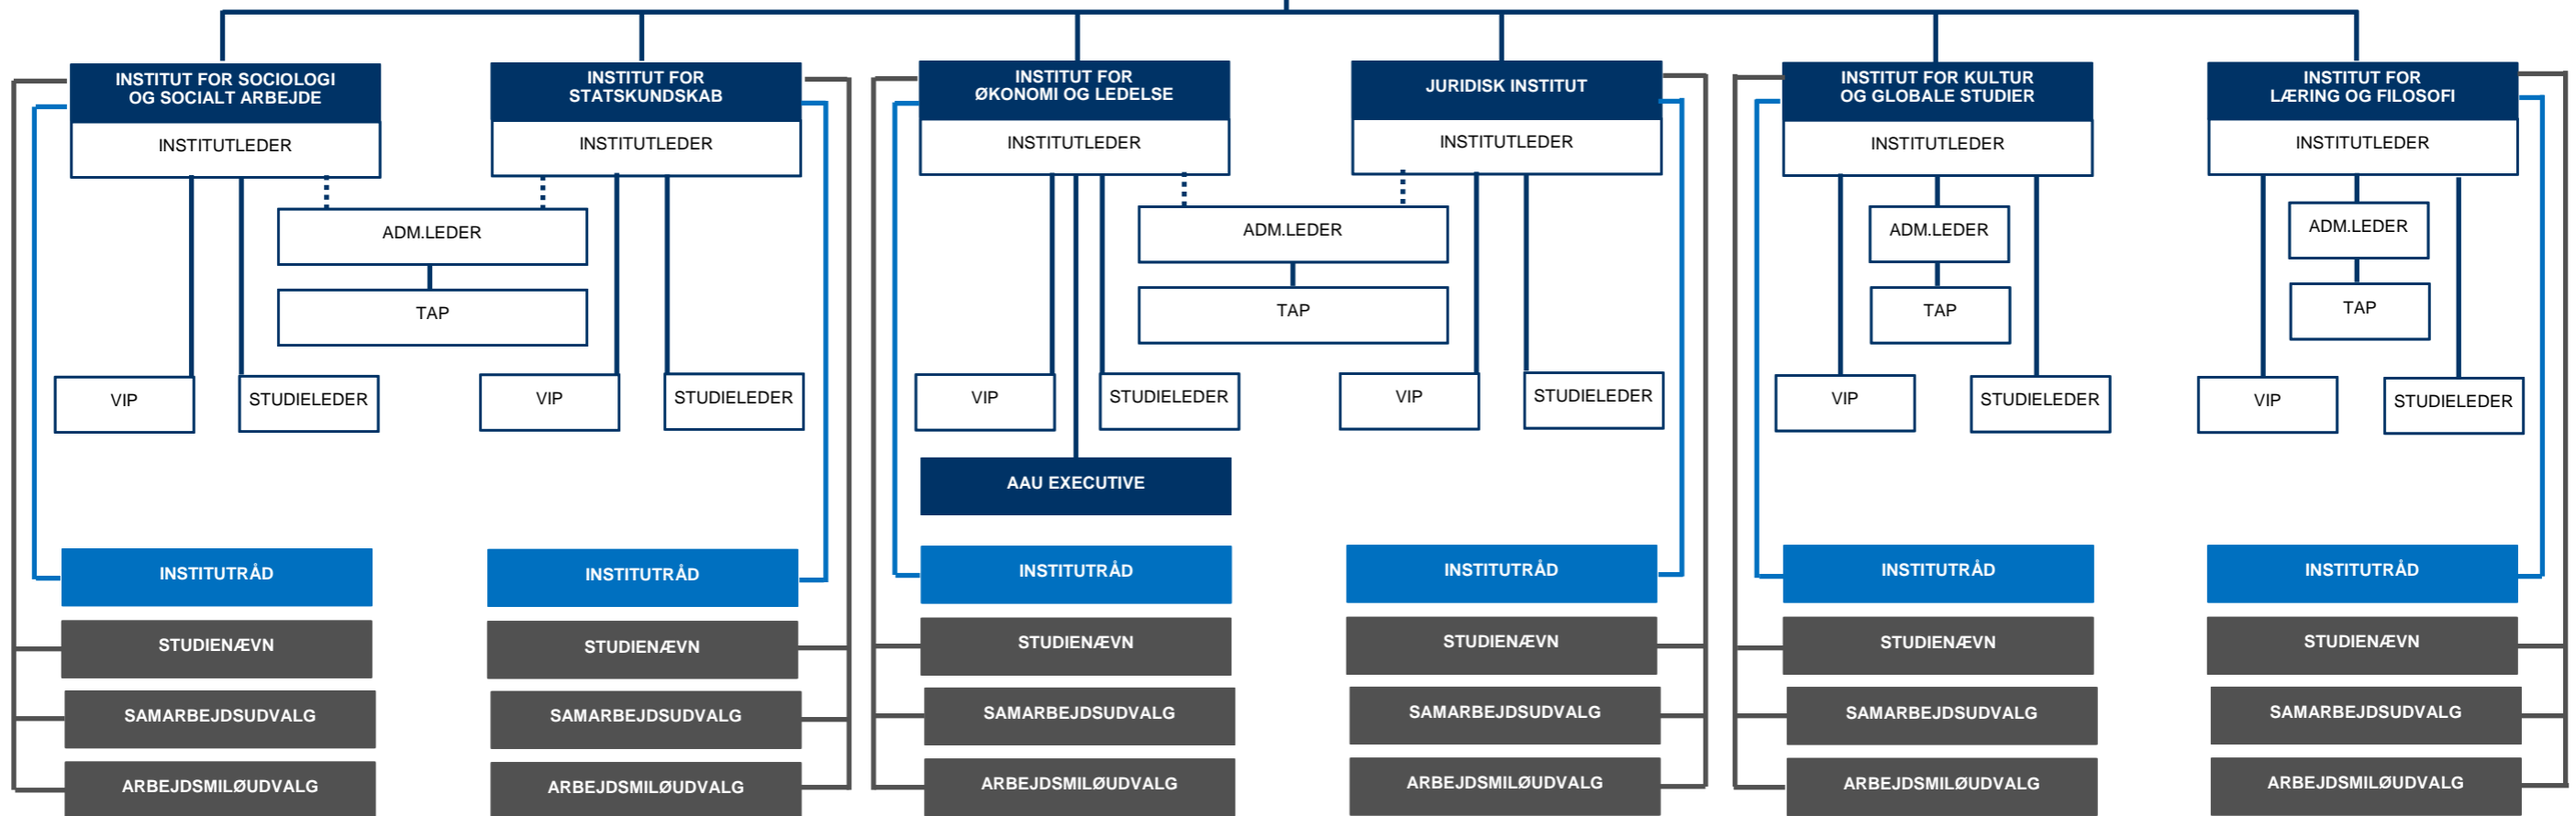 INSTITUT FOR SOCIOLOGI
OG SOCIALT ARBEJDE
INSTITUTLEDER
INSTITUT FOR
STATSKUNDSKAB
INSTITUTLEDER
ADM.LEDER
TAP
VIP
STUDIELEDER
VIP
STUDIELEDER
INSTITUT FOR
ØKONOMI OG LEDELSE
INSTITUTLEDER
JURIDISK INSTITUT
INSTITUTLEDER
ADM.LEDER
TAP
VIP
STUDIELEDER
VIP
STUDIELEDER
AAU EXECUTIVE
INSTITUT FOR KULTUR
OG GLOBALE STUDIER
INSTITUTLEDER
ADM.LEDER
TAP
VIP
STUDIELEDER
INSTITUT FOR
LÆRING OG FILOSOFI
INSTITUTLEDER
ADM.LEDER
TAP
VIP
STUDIELEDER
INSTITUTRÅD
INSTITUTRÅD
INSTITUTRÅD
INSTITUTRÅD
INSTITUTRÅD
INSTITUTRÅD
STUDIENÆVN
STUDIENÆVN
STUDIENÆVN
STUDIENÆVN
STUDIENÆVN
STUDIENÆVN
SAMARBEJDSUDVALG
SAMARBEJDSUDVALG
SAMARBEJDSUDVALG
SAMARBEJDSUDVALG
SAMARBEJDSUDVALG
SAMARBEJDSUDVALG
ARBEJDSMILØUDVALG
ARBEJDSMILØUDVALG
ARBEJDSMILØUDVALG
ARBEJDSMILØUDVALG
ARBEJDSMILØUDVALG
ARBEJDSMILØUDVALG